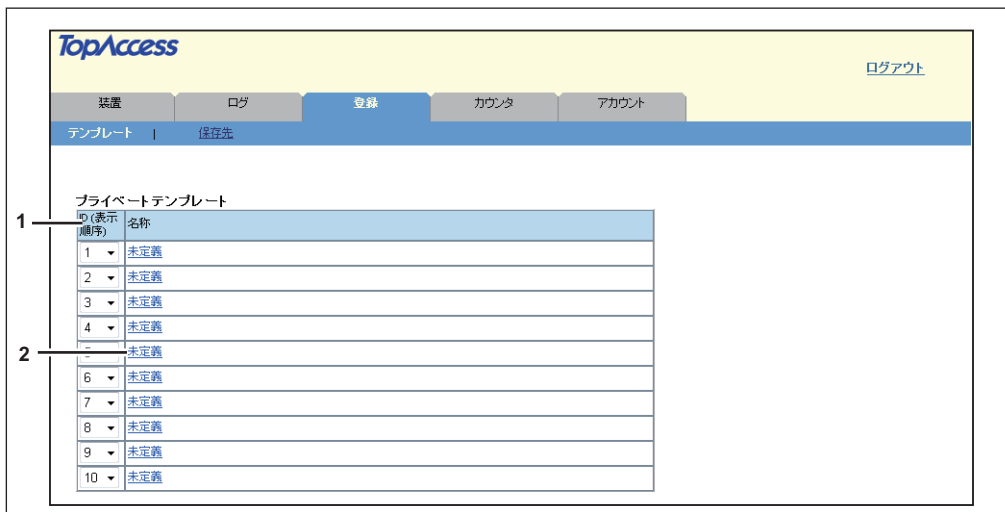 TopAccess
ログアウト
装置 ログ 登録 カウンタ アカウント
テンプレート | 保存先
プライベートテンプレート
1
ID (表示順序) 名称
1 未定義
2 未定義
3 未定義
4 未定義
2
未定義
6 未定義
7 未定義
8 未定義
9 未定義
10 未定義